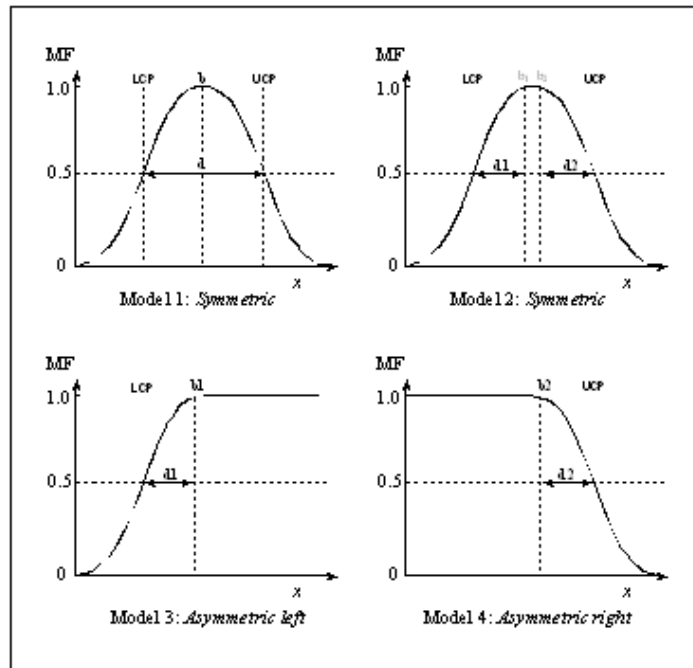 MF
LCP b UCP
1.0
d
0.5
0
x
Model 1: Symmetric
MF
LCP b₁ b₂ UCP
1.0
d1 d2
0.5
0
x
Model 2: Symmetric
MF
LCP b1
1.0
d1
0.5
0
x
Model 3: Asymmetric left
MF
b2 UCP
1.0
d2
0.5
0
x
Model 4: Asymmetric right